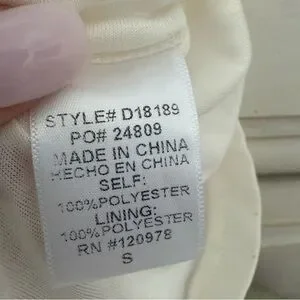 STYLE# D18189
PO# 24809
MADE IN CHINA
HECHO EN CHINA
SELF:
100%POLYESTER
LINING:
100%POLYESTER
RN #120978
S